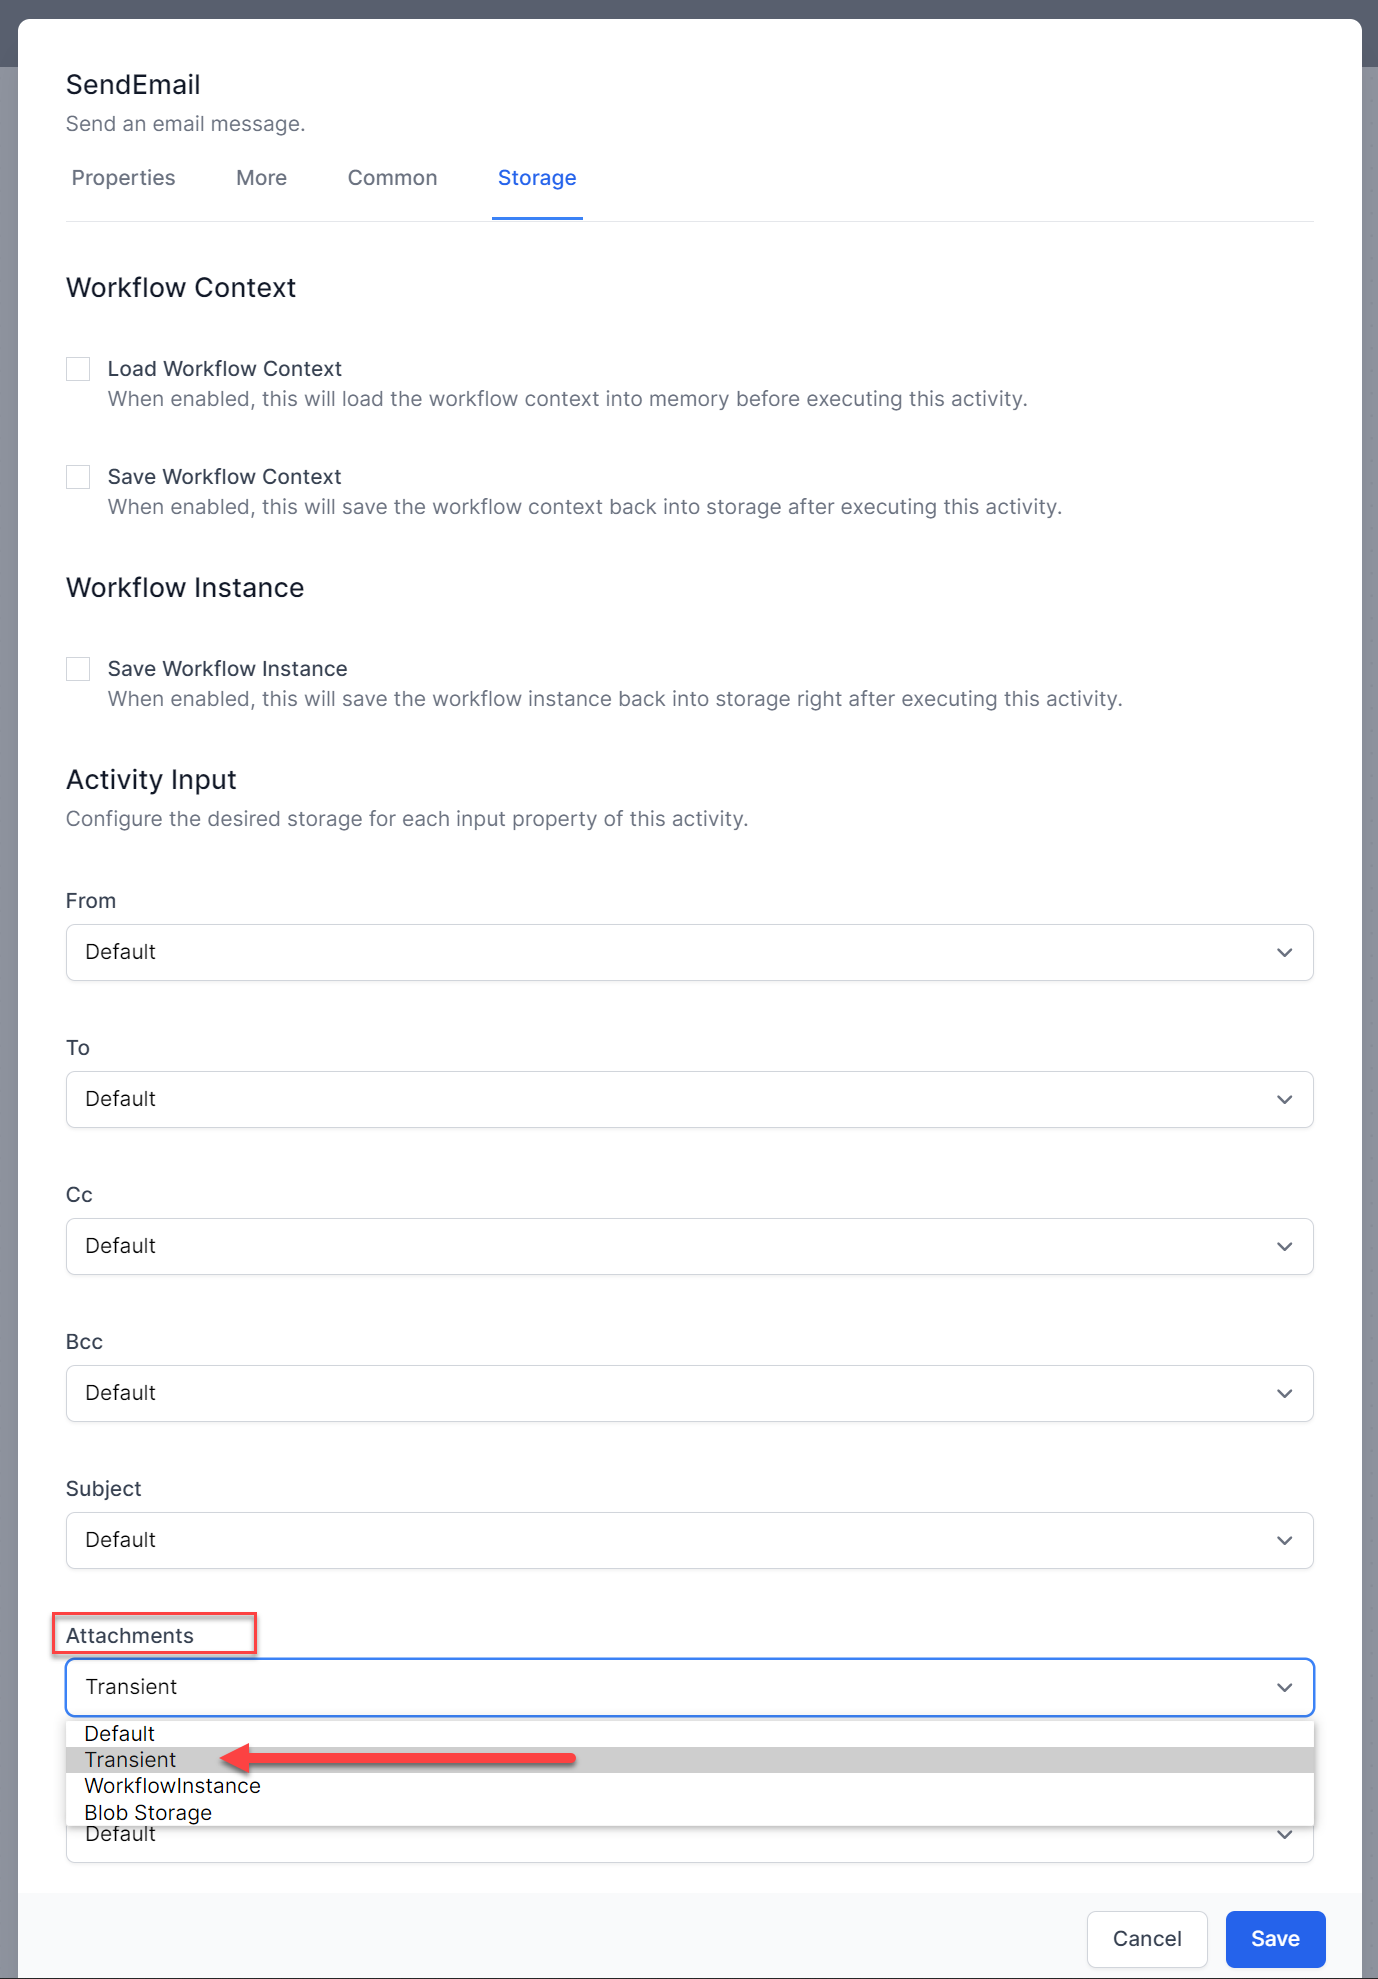 SendEmail
Send an email message.
Properties More Common Storage
Workflow Context
Load Workflow Context
When enabled, this will load the workflow context into memory before executing this activity.
Save Workflow Context
When enabled, this will save the workflow context back into storage after executing this activity.
Workflow Instance
Save Workflow Instance
When enabled, this will save the workflow instance back into storage right after executing this activity.
Activity Input
Configure the desired storage for each input property of this activity.
From
Default
To
Default
Cc
Default
Bcc
Default
Subject
Default
Attachments
Transient
Default
Transient
WorkflowInstance
Blob Storage
Default
Cancel Save